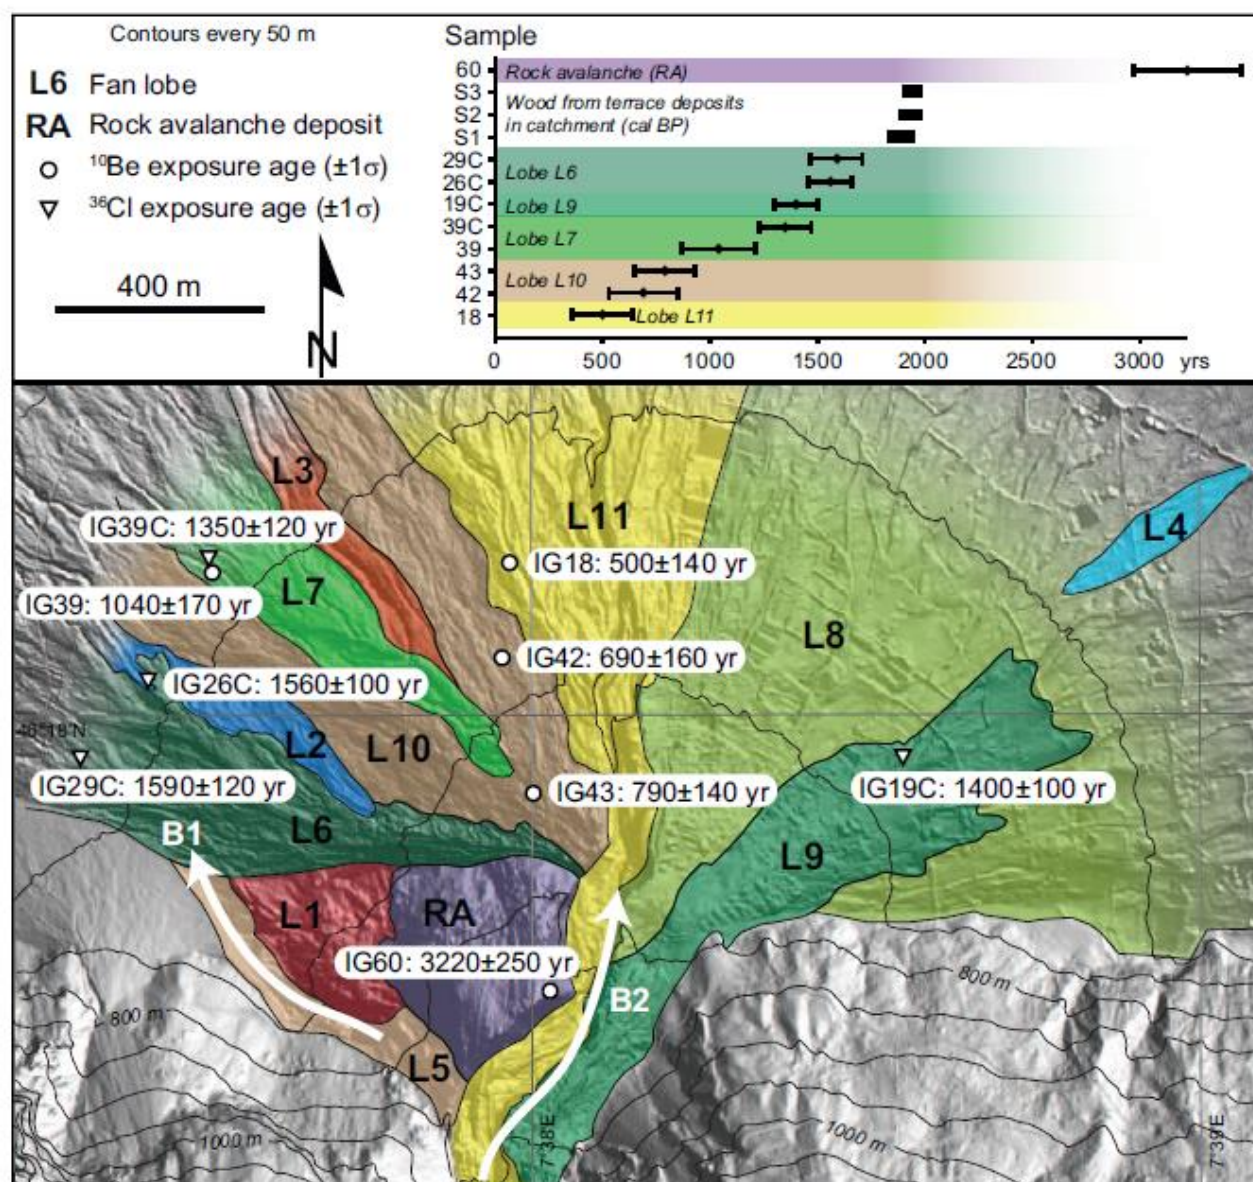 Contours every 50 m
L6 Fan lobe
RA Rock avalanche deposit
¹⁰Be exposure age (±1σ)
³⁶Cl exposure age (±1σ)
400 m
N
Sample
60 Rock avalanche (RA)
S3
Wood from terrace deposits
S2
in catchment (cal BP)
S1
29C
Lobe L6
26C
19C Lobe L9
39C
Lobe L7
39
43
Lobe L10
42
18 Lobe L11
0 500 1000 1500 2000 2500 3000 yrs
L3
L11
L4
IG39C: 1350±120 yr
IG18: 500±140 yr
L7
IG39: 1040±170 yr
L8
IG42: 690±160 yr
IG26C: 1560±100 yr
46°18'N
L2
L10
IG29C: 1590±120 yr
IG43: 790±140 yr
IG19C: 1400±100 yr
B1
L6
L9
L1
RA
IG60: 3220±250 yr
800 m
B2
800 m
L5
1000 m
7°38'E
1000 m
7°39'E